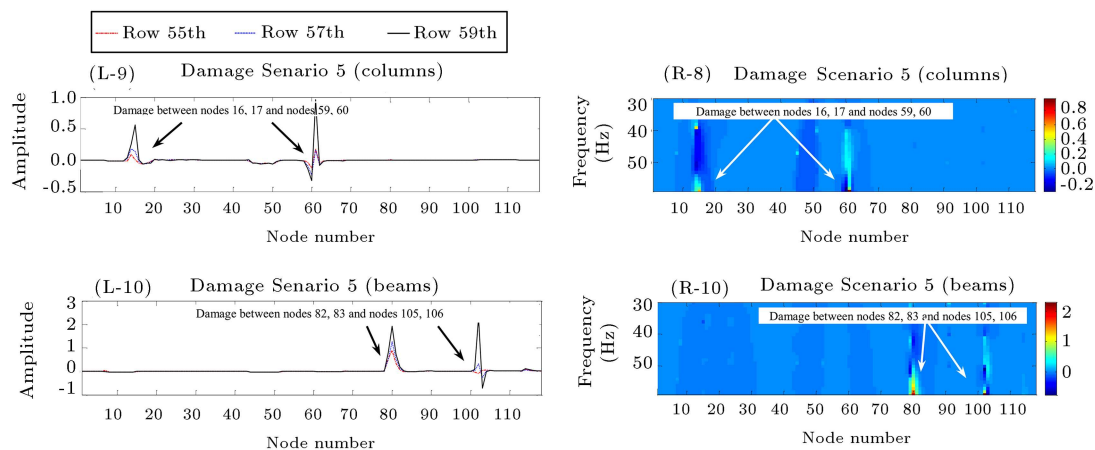 Row 55th Row 57th Row 59th
(L-9) Damage Senario 5 (columns)
Damage between nodes 16, 17 and nodes 59, 60
Amplitude
1.0
0.5
0.0
-0.5
10 20 30 40 50 60 70 80 90 100 110
Node number
(R-8) Damage Scenario 5 (columns)
Damage between nodes 16, 17 and nodes 59, 60
Frequency
(Hz)
30
40
50
10 20 30 40 50 60 70 80 90 100 110
Node number
0.8
0.6
0.4
0.2
0.0
-0.2
(L-10) Damage Senario 5 (beams)
Damage between nodes 82, 83 and nodes 105, 106
Amplitude
3
2
1
0
1
10 20 30 40 50 60 70 80 90 100 110
Node number
(R-10) Damage Scenario 5 (beams)
Damage between nodes 82, 83 and nodes 105, 106
Frequency
(Hz)
30
40
50
10 20 30 40 50 60 70 80 90 100 110
Node number
2
1
0